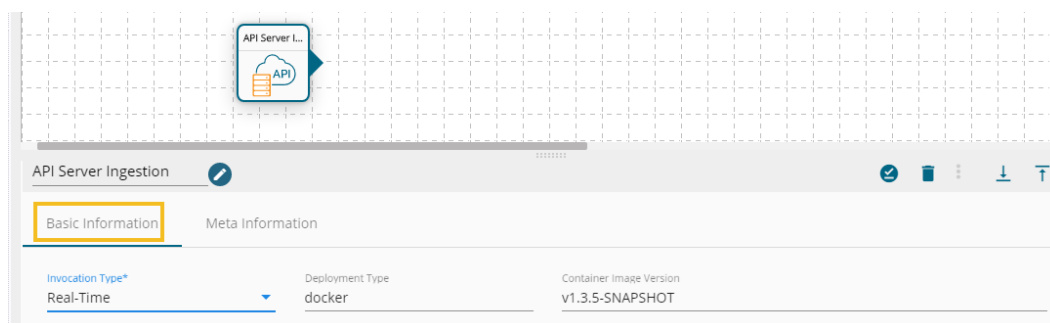 API Server I...
API
API Server Ingestion
Basic Information
Meta Information
Invocation Type*
Deployment Type
Container Image Version
Real-Time
docker
v1.3.5-SNAPSHOT